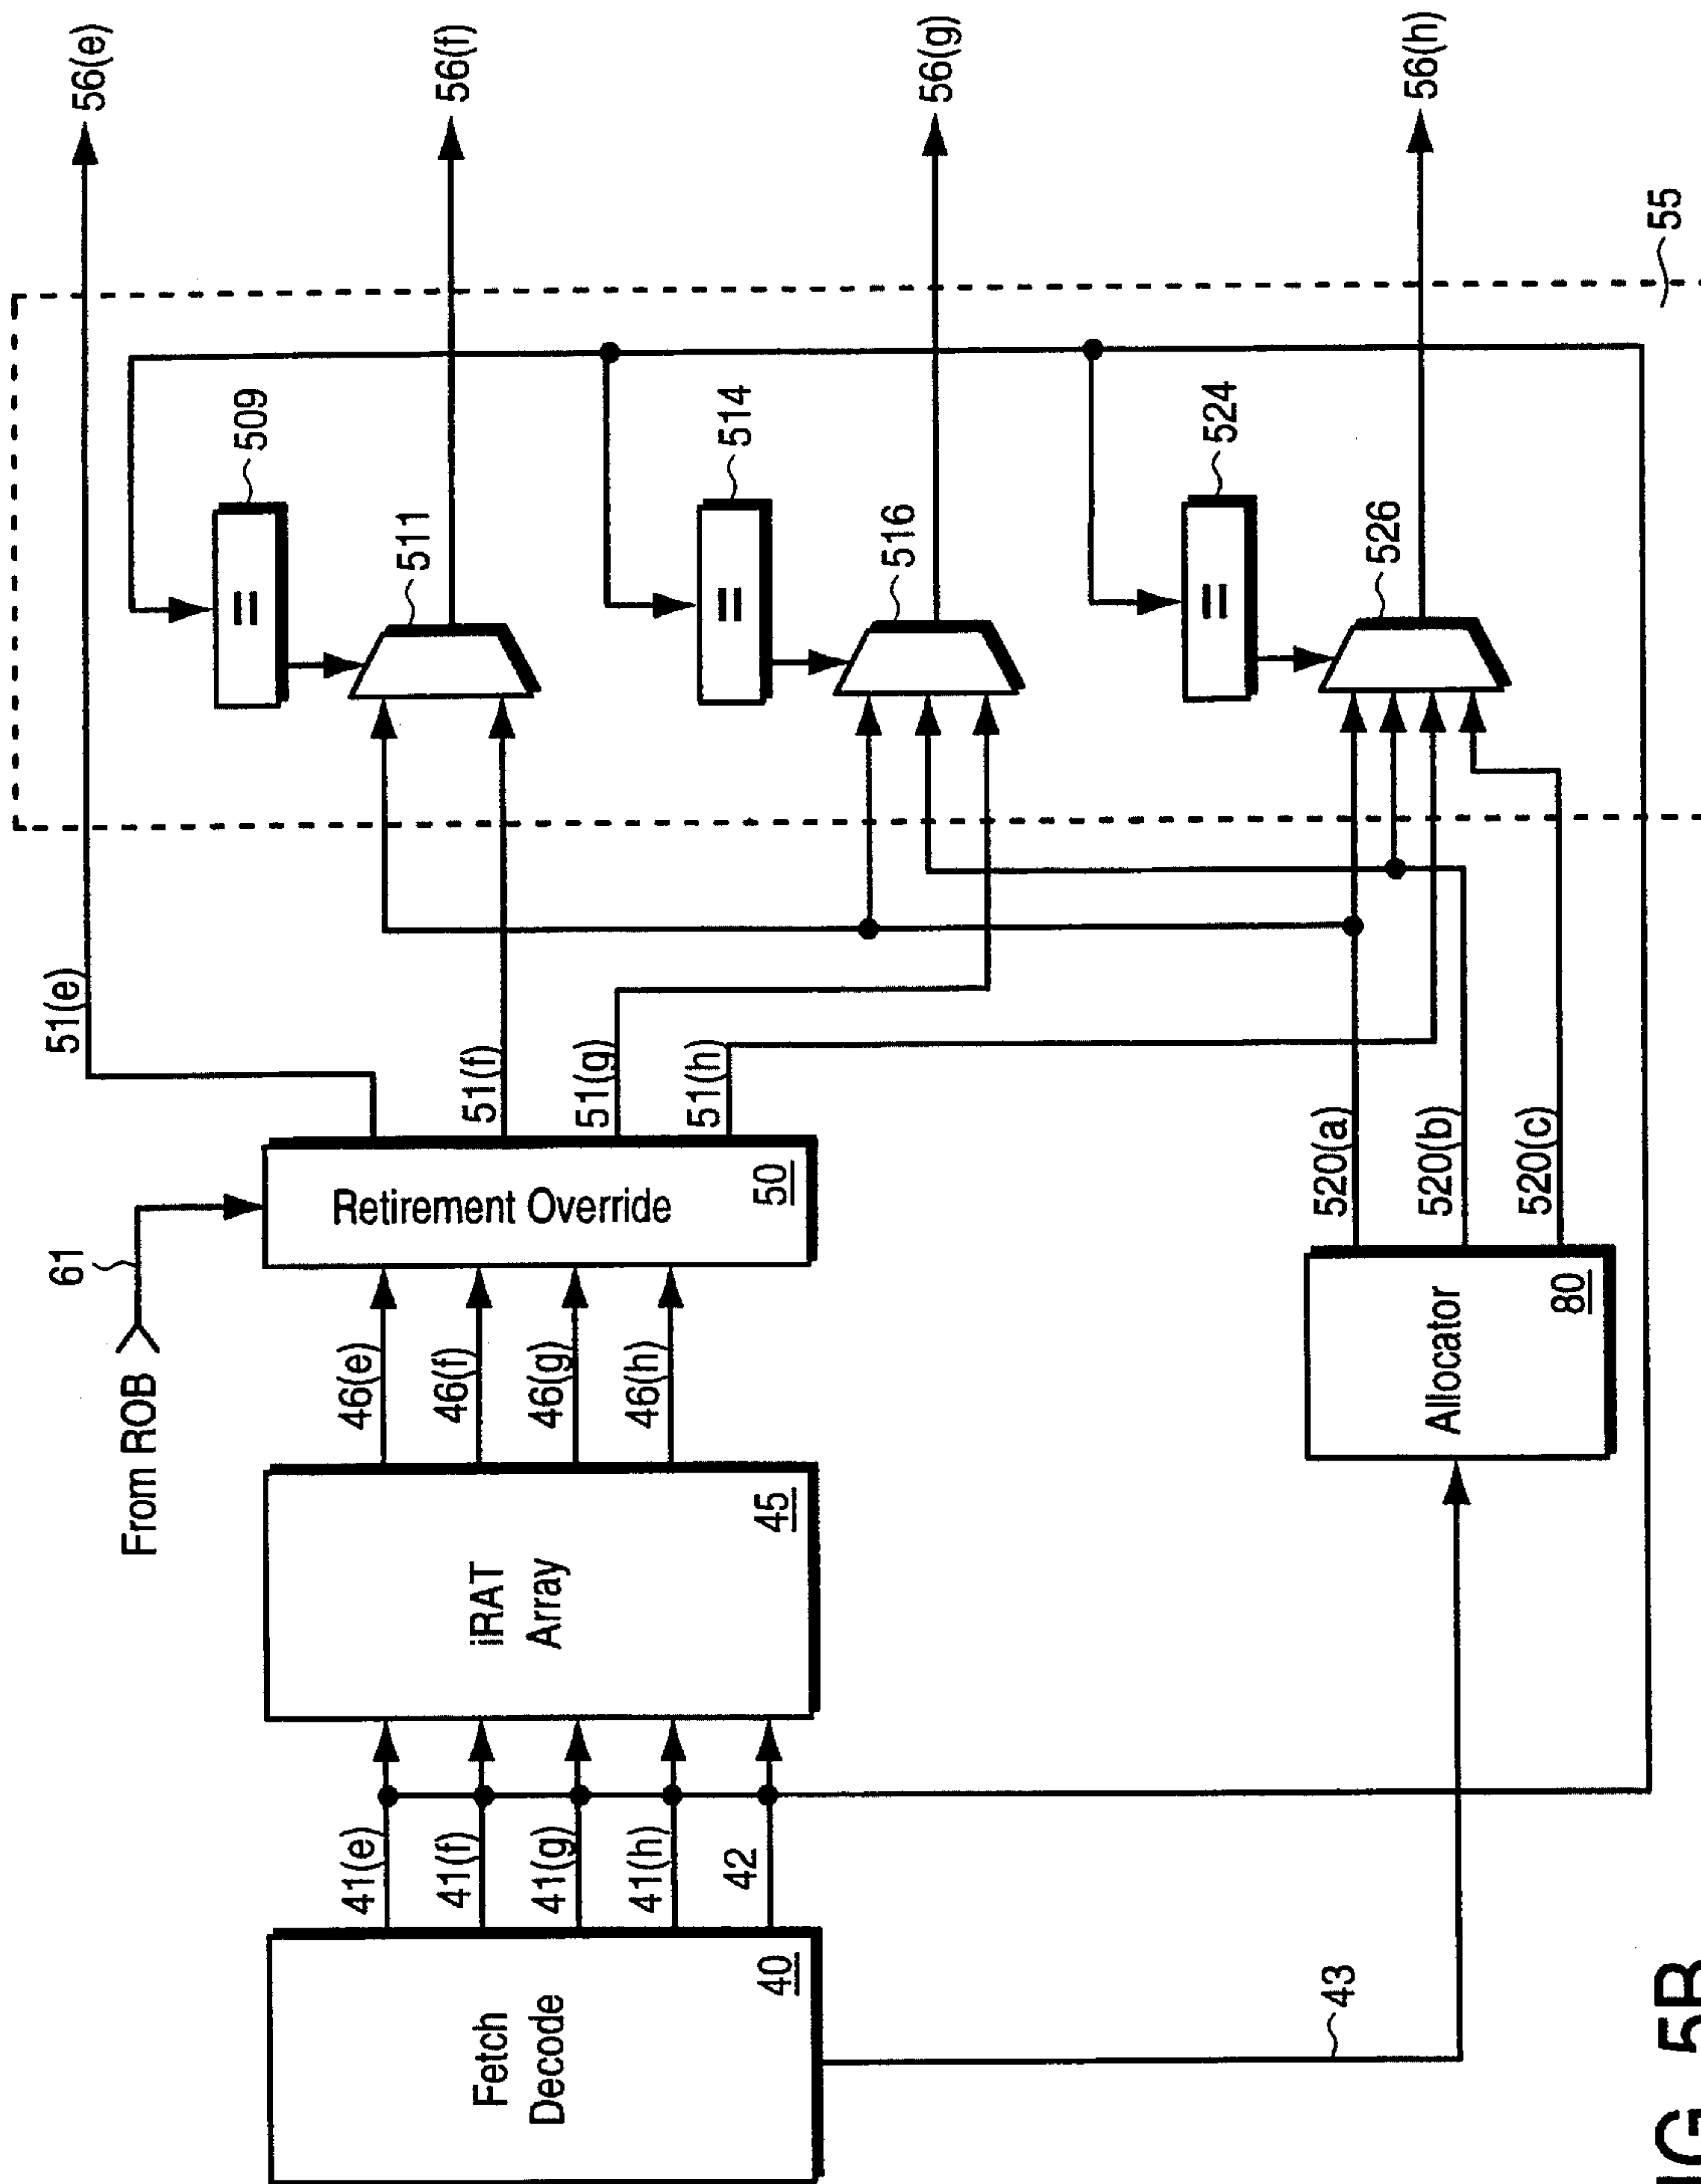 Fetch
Decode
40
41(e)
41(f)
41(g)
41(h)
42
43
iRAT
Array
45
46(e)
46(f)
46(g)
46(h)
From ROB
61
Retirement Override
50
51(e)
51(f)
51(g)
51(h)
Allocator
80
520(a)
520(b)
520(c)
=
509
511
=
514
516
=
524
526
55
56(e)
56(f)
56(g)
56(h)
IG 5B